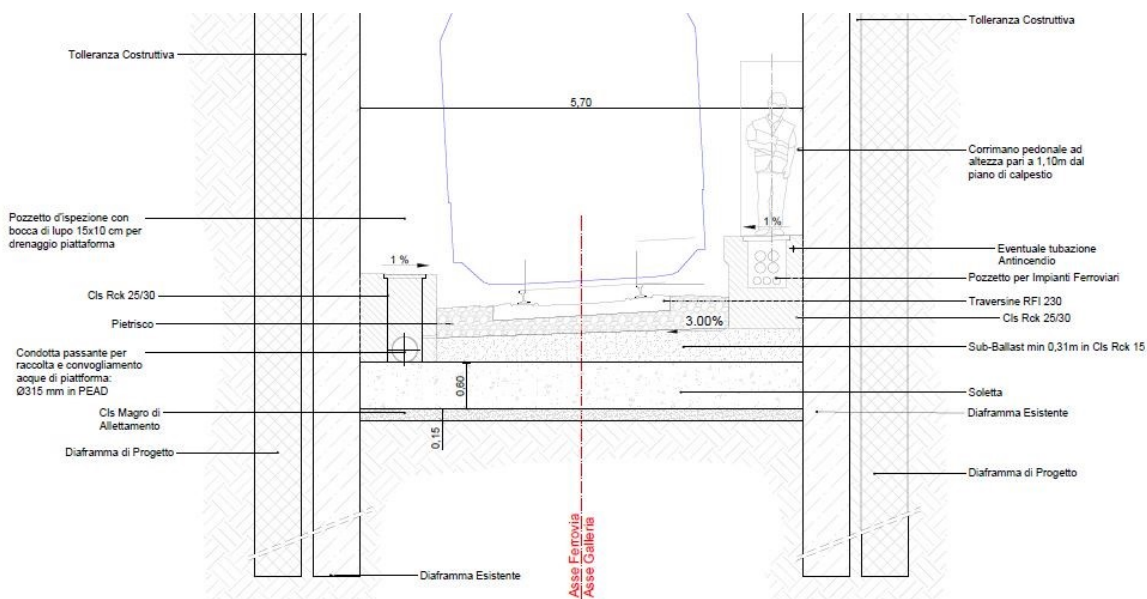 Tolleranza Costruttiva
Tolleranza Costruttiva
5,70
Corrimano pedonale ad
altezza pari a 1,10m dal
piano di calpestio
Pozzetto d'ispezione con
bocca di lupo 15x10 cm per
drenaggio piattaforma
1 %
1 %
Eventuale tubazione
Antincendio
Pozzetto per Impianti Ferroviari
Cls Rck 25/30
Traversine RFI 230
Cls Rck 25/30
Pietrisco
3.00%
Sub-Ballast min 0,31m in Cls Rck 15
Condotta passante per
raccolta e convogliamento
acque di piattforma:
Ø315 mm in PEAD
0,60
Soletta
Cls Magro di
Allettamento
Diaframma Esistente
0,15
Diaframma di Progetto
Diaframma di Progetto
Asse Ferrovia
Asse Galleria
Diaframma Esistente